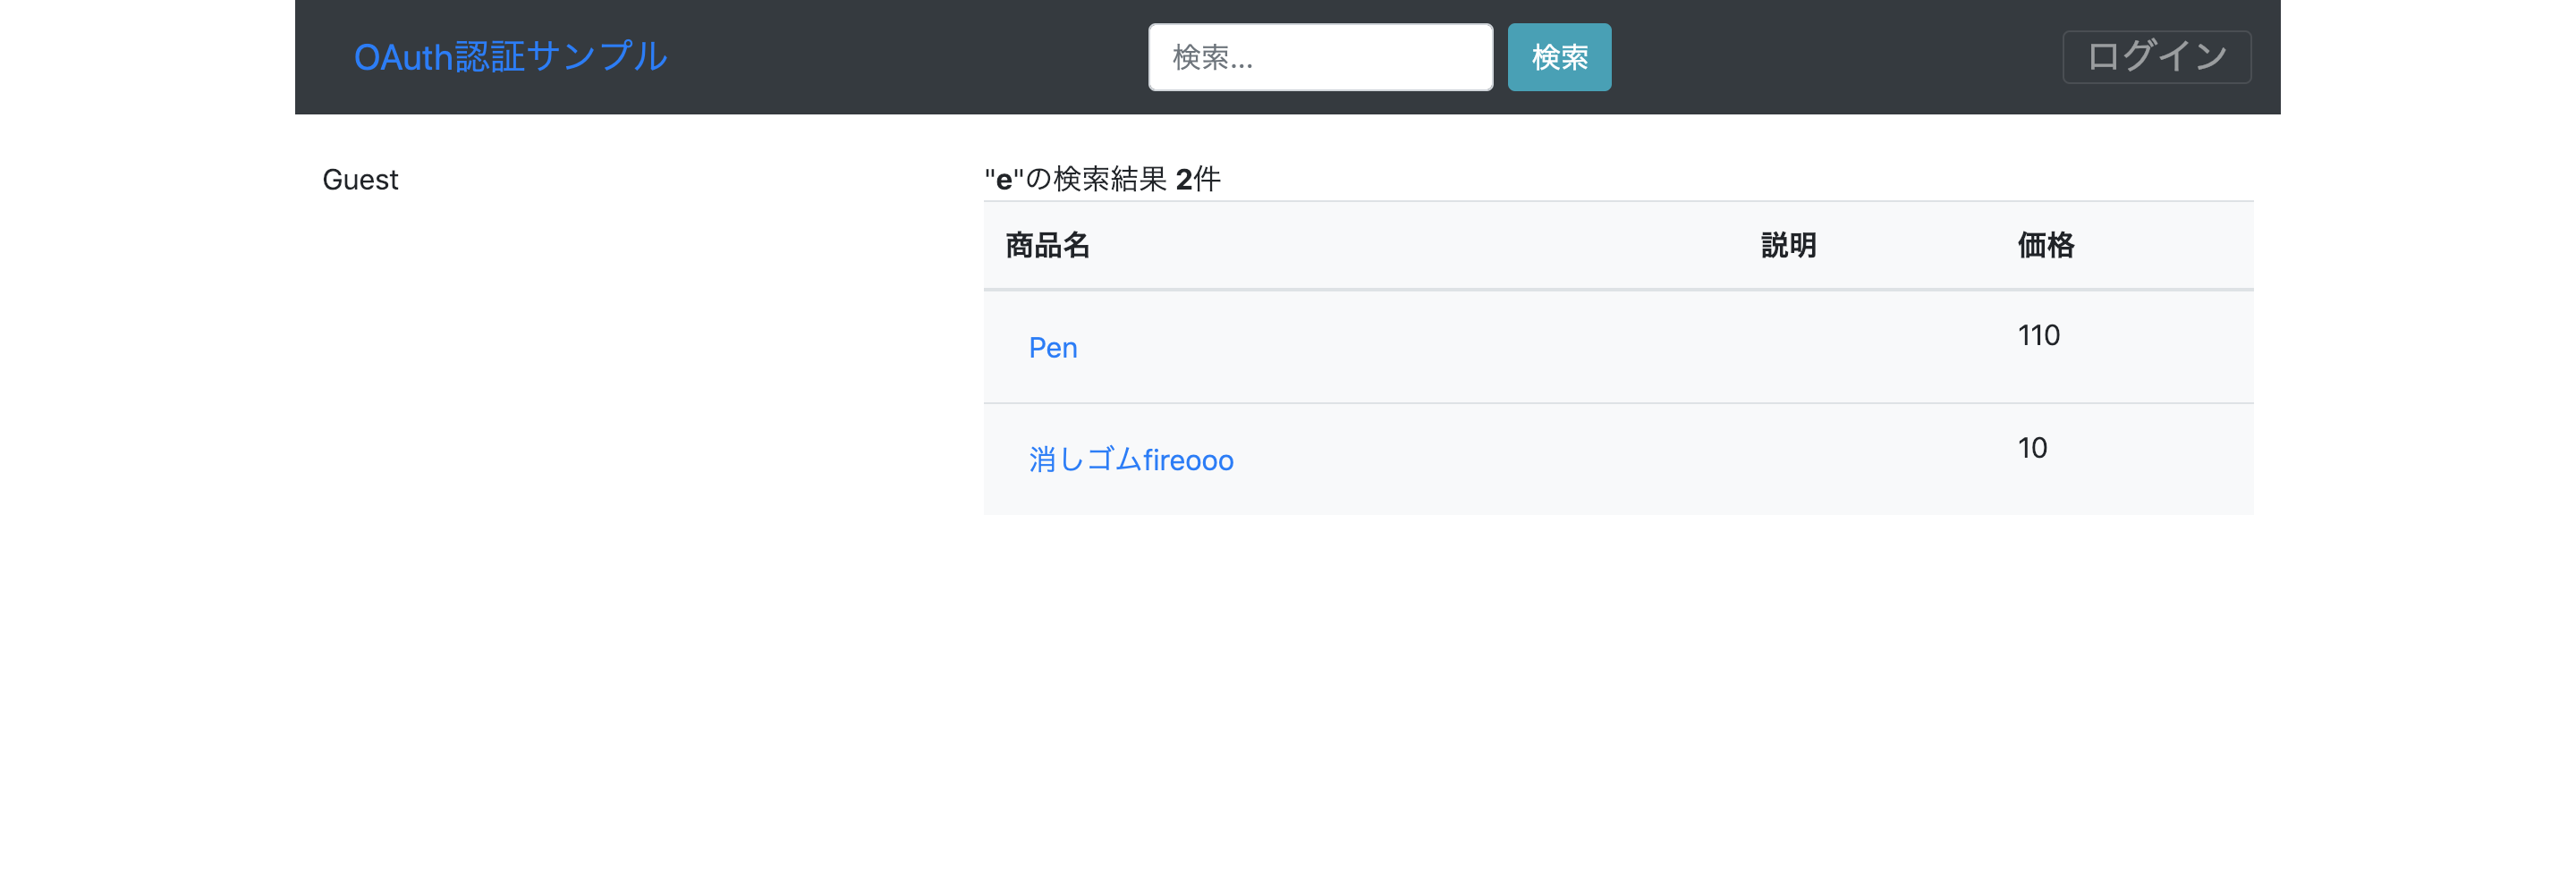 OAuth認証サンプル
検索...
検索
ログイン
Guest
"e"の検索結果 2件
商品名 説明 価格
Pen 110
消しゴムfireooo 10